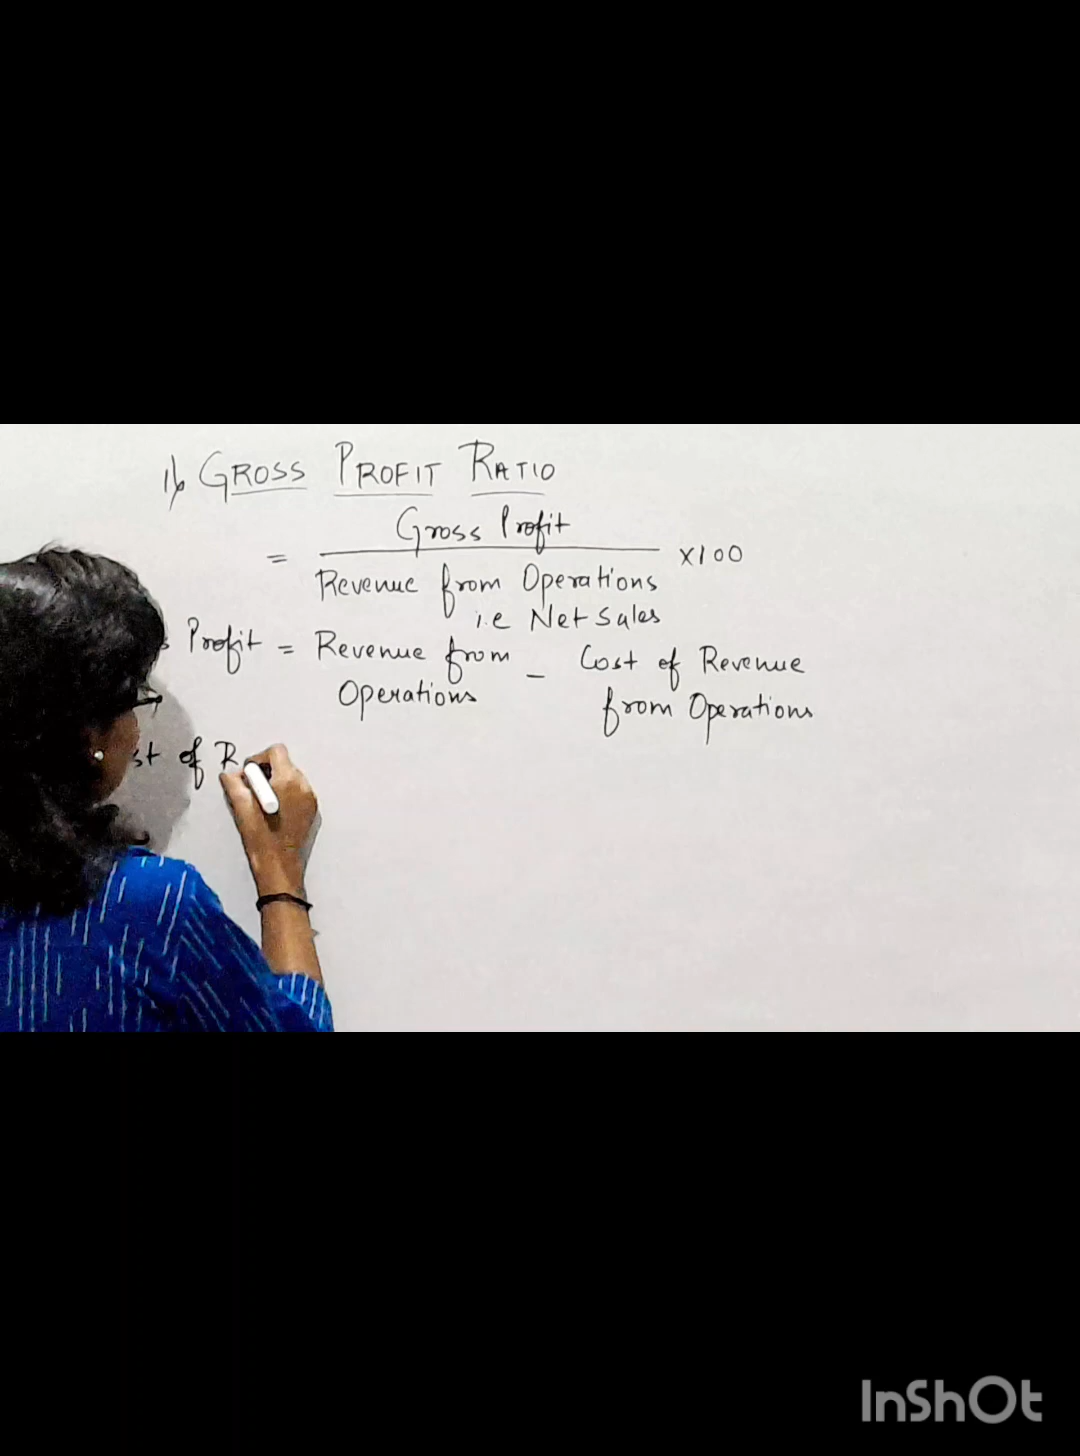 1) GROSS PROFIT RATIO
= Gross Profit
Revenue from Operations ×100
i.e Net Sales
Profit = Revenue from Operations - Cost of Revenue from Operations
of R
InShOt